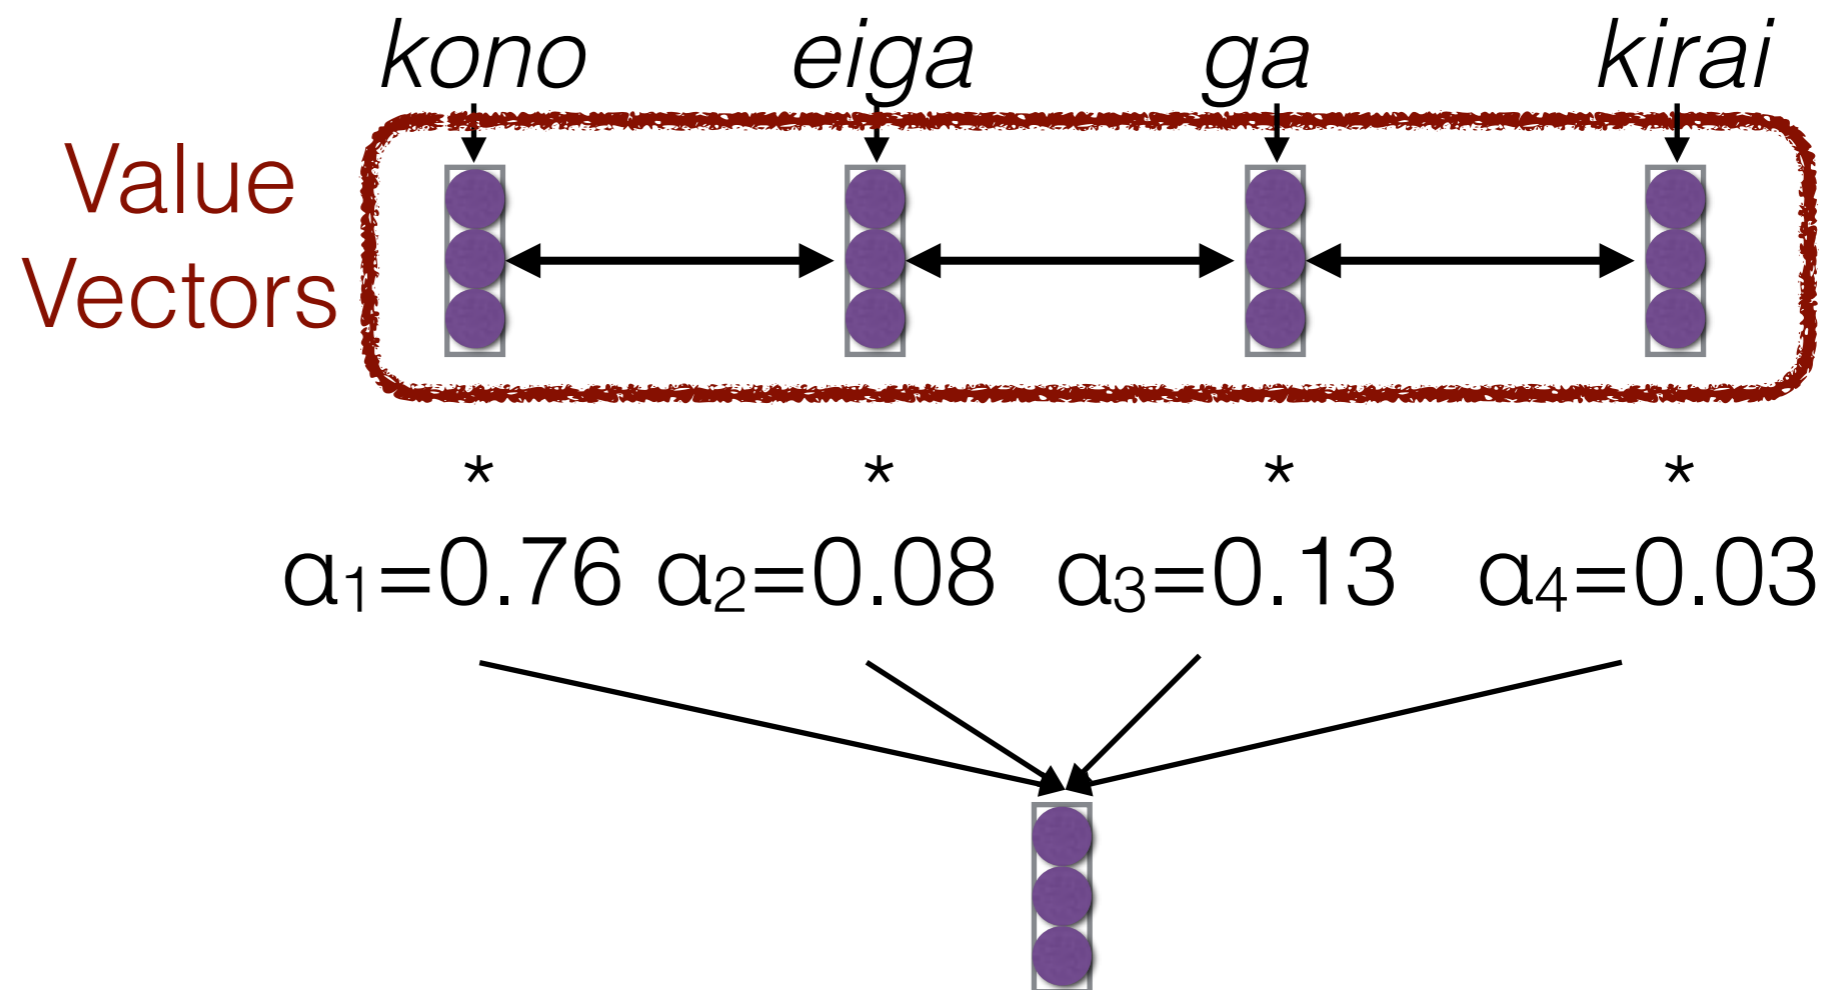 kono eiga ga kirai
Value
Vectors
* * * *
α₁=0.76 α₂=0.08 α₃=0.13 α₄=0.03